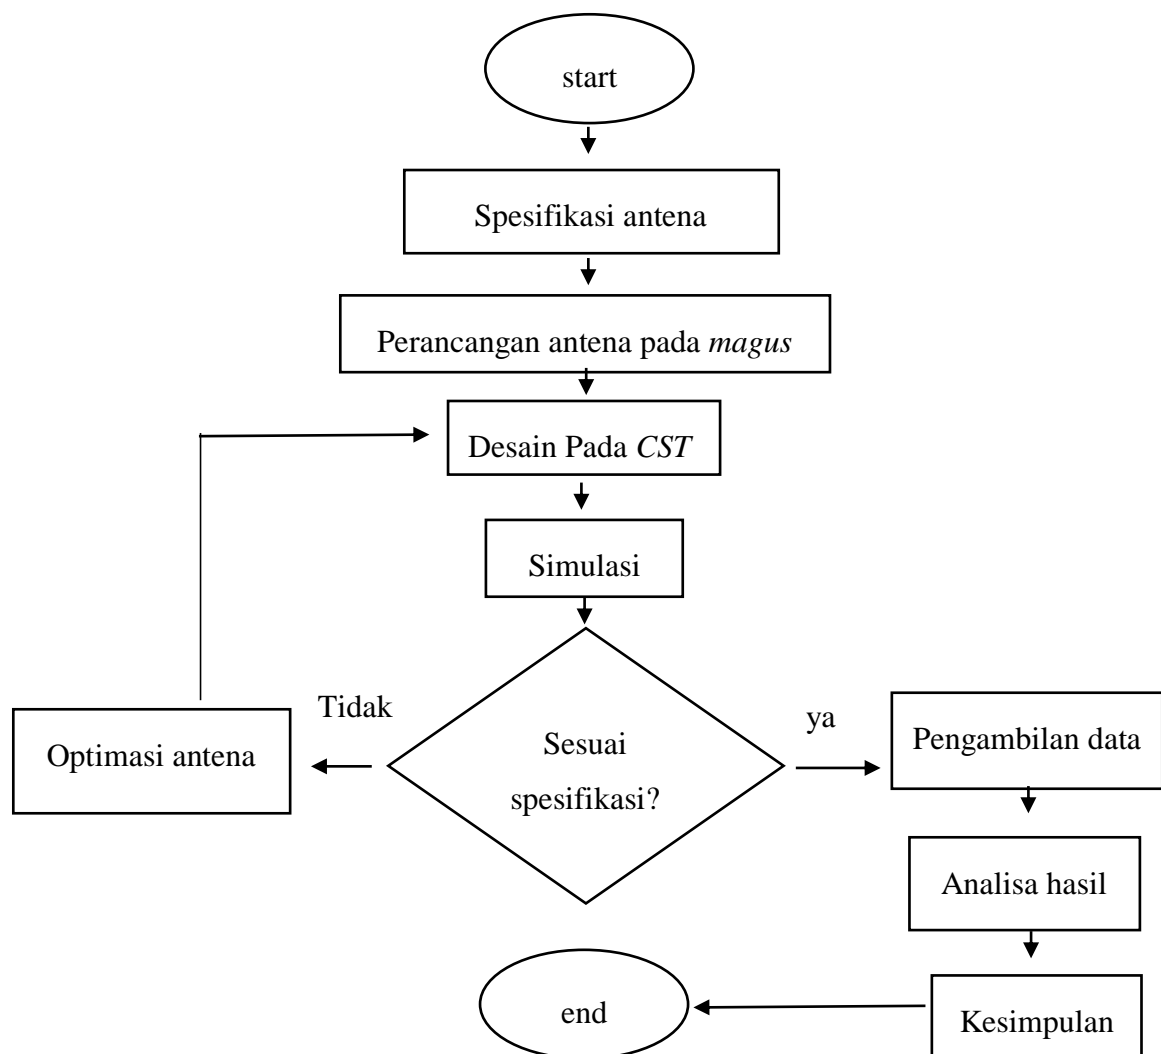 start
Spesifikasi antena
Perancangan antena pada magus
Desain Pada CST
Simulasi
Tidak
ya
Optimasi antena
Sesuai
spesifikasi?
Pengambilan data
Analisa hasil
Kesimpulan
end